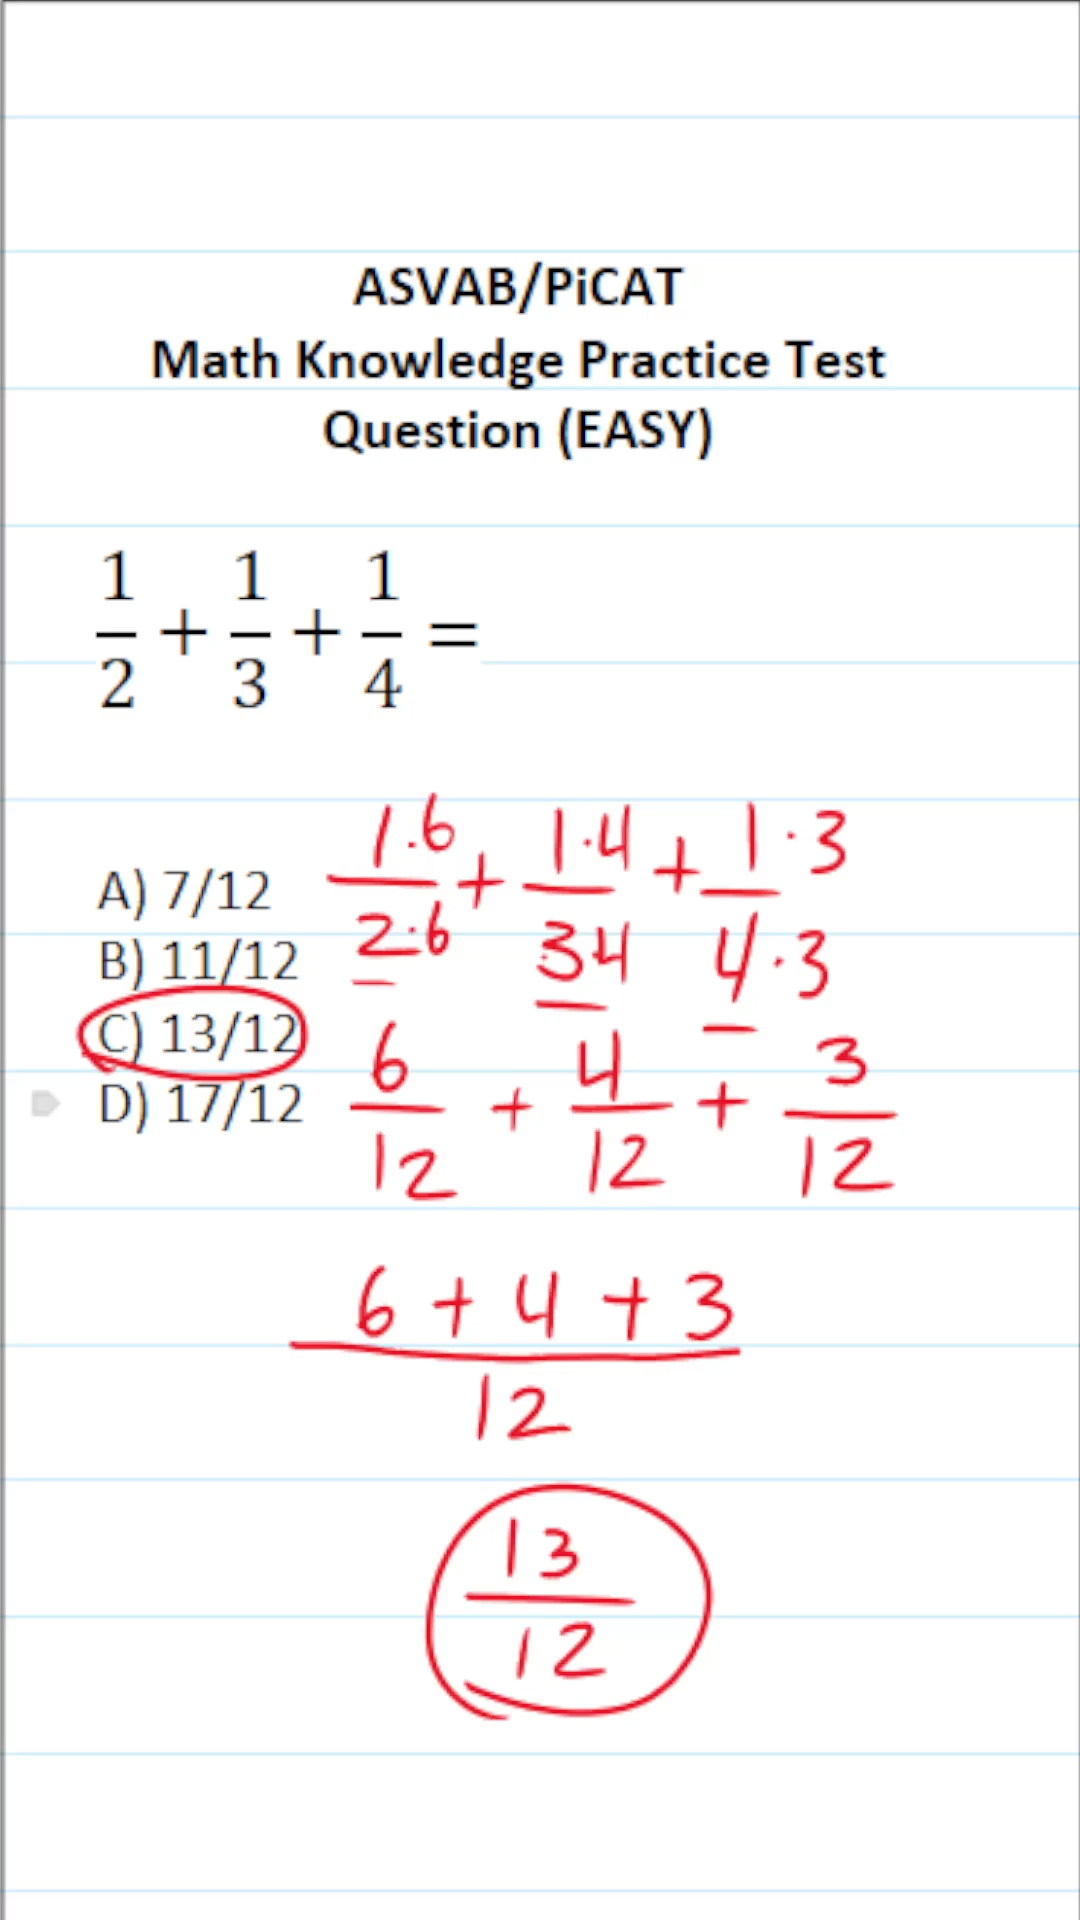 ASVAB/PiCAT
Math Knowledge Practice Test
Question (EASY)
1/2 + 1/3 + 1/4 =
A) 7/12
B) 11/12
C) 13/12
D) 17/12
1·6/2·6 + 1·4/3·4 + 1·3/4·3
6/12 + 4/12 + 3/12
6 + 4 + 3/12
13/12